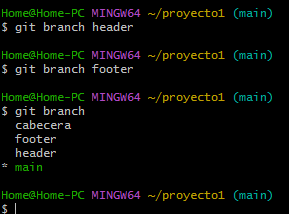 Home@Home-PC MINGW64 ~/proyecto1 (main)
$ git branch header
Home@Home-PC MINGW64 ~/proyecto1 (main)
$ git branch footer
Home@Home-PC MINGW64 ~/proyecto1 (main)
$ git branch
  cabecera
  footer
  header
* main
Home@Home-PC MINGW64 ~/proyecto1 (main)
$